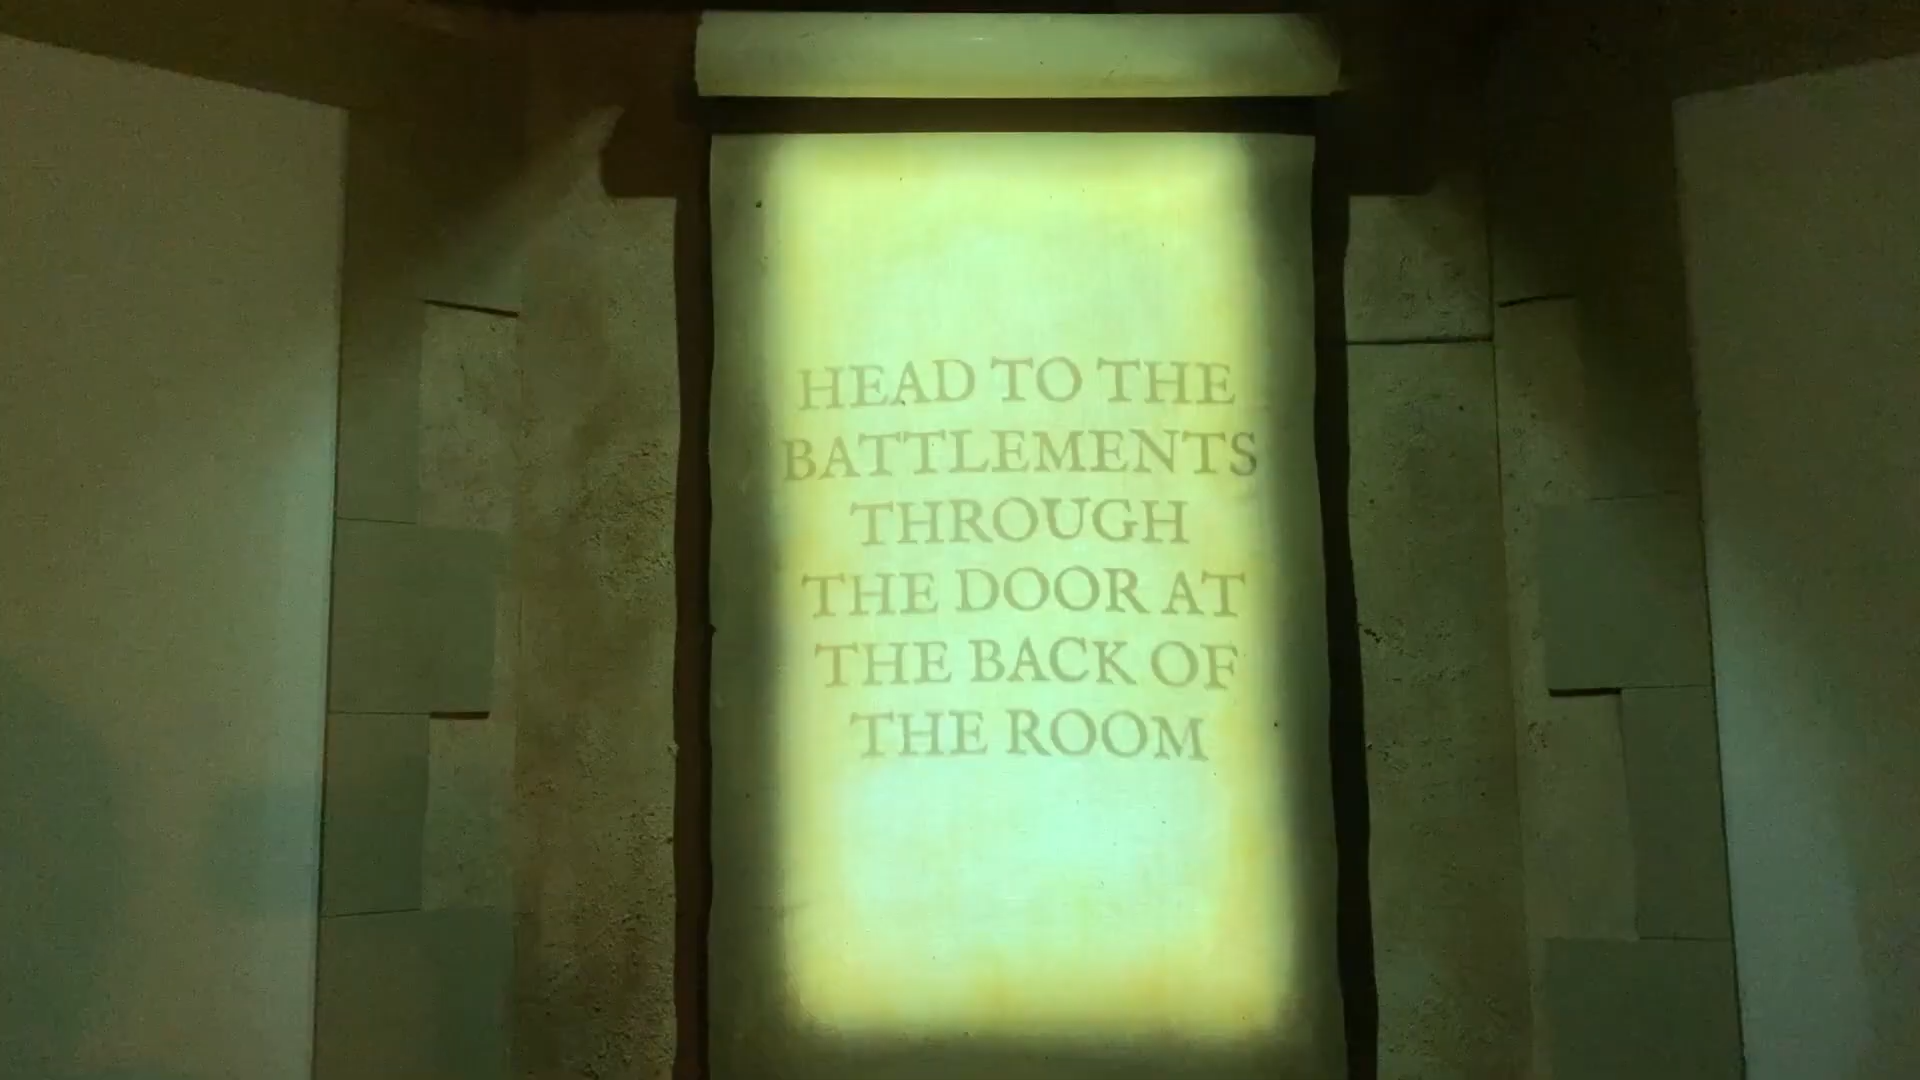 HEAD TO THE
BATTLEMENTS
THROUGH
THE DOOR AT
THE BACK OF
THE ROOM